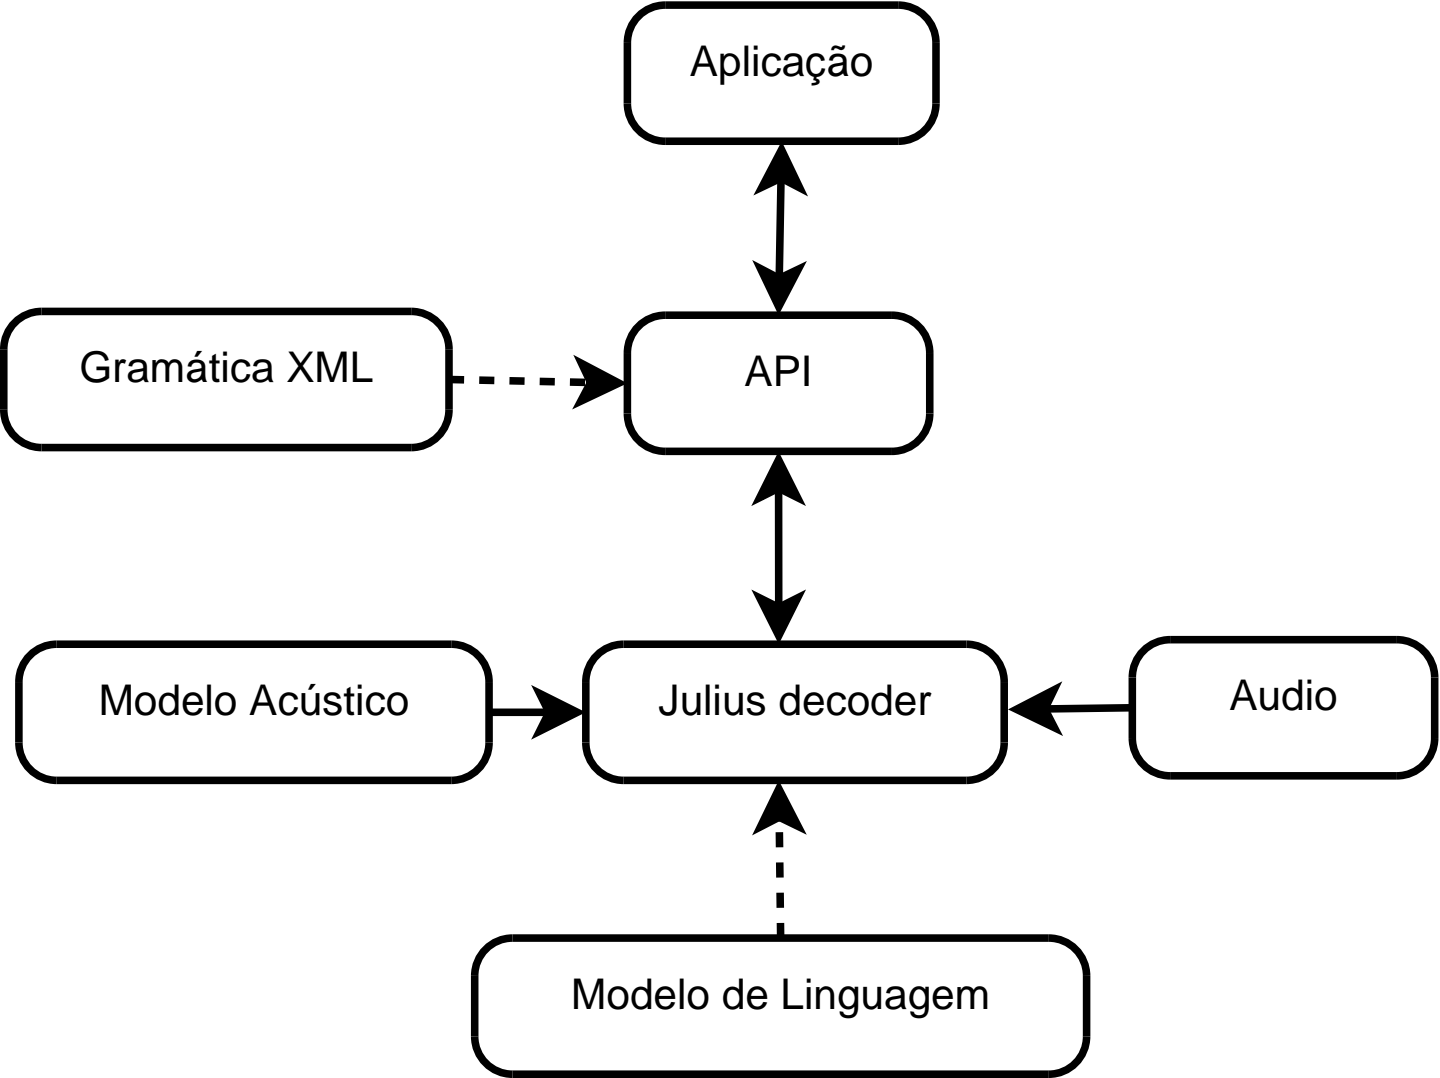 Aplicação
Gramática XML
API
Modelo Acústico
Julius decoder
Audio
Modelo de Linguagem